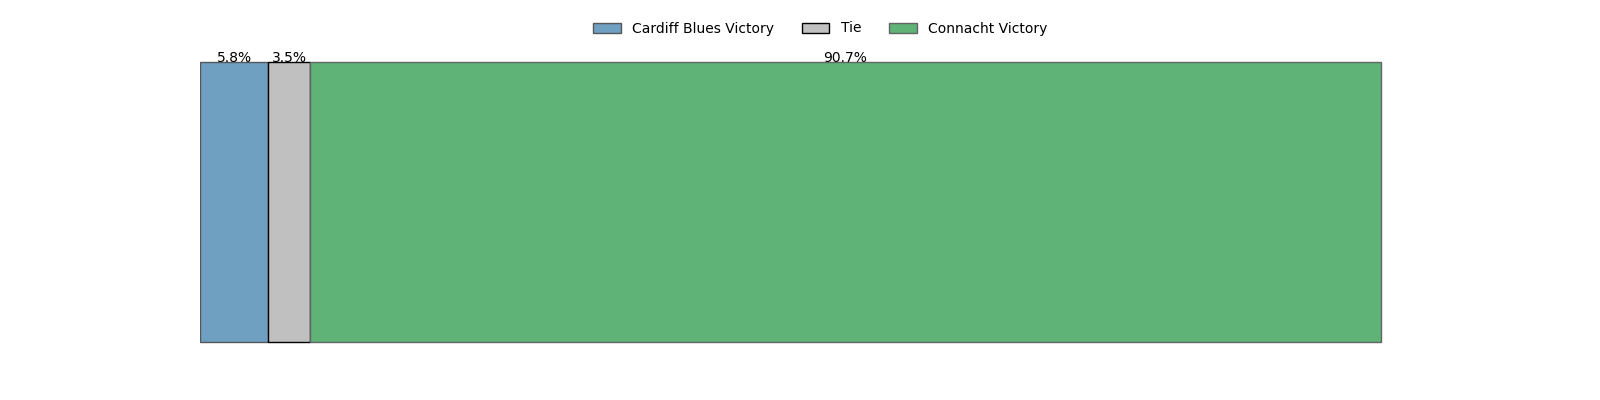 Cardiff Blues Victory Tie Connacht Victory
5.8% 3.5% 90.7%